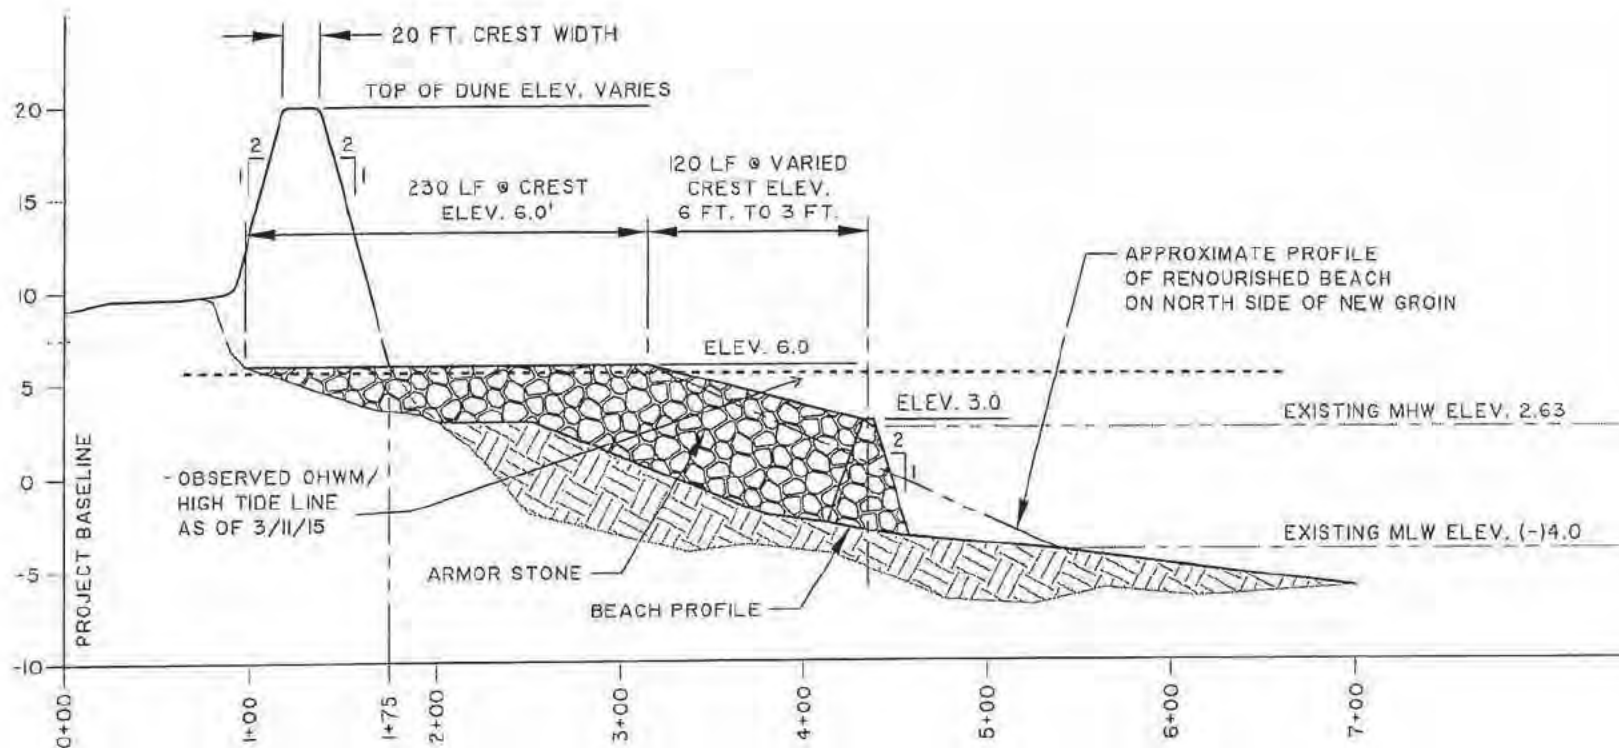 20 FT. CREST WIDTH
TOP OF DUNE ELEV. VARIES
20
15
10
5
0
-5
-10
2
1
2
1
230 LF @ CREST
ELEV. 6.0'
120 LF @ VARIED
CREST ELEV.
6 FT. TO 3 FT.
APPROXIMATE PROFILE
OF RENOURISHED BEACH
ON NORTH SIDE OF NEW GROIN
ELEV. 6.0
ELEV. 3.0
2
1
EXISTING MHW ELEV. 2.63
EXISTING MLW ELEV. (-)4.0
OBSERVED OHWM/
HIGH TIDE LINE
AS OF 3/11/15
ARMOR STONE
BEACH PROFILE
PROJECT BASELINE
0+00
1+00
1+75
2+00
3+00
4+00
5+00
6+00
7+00